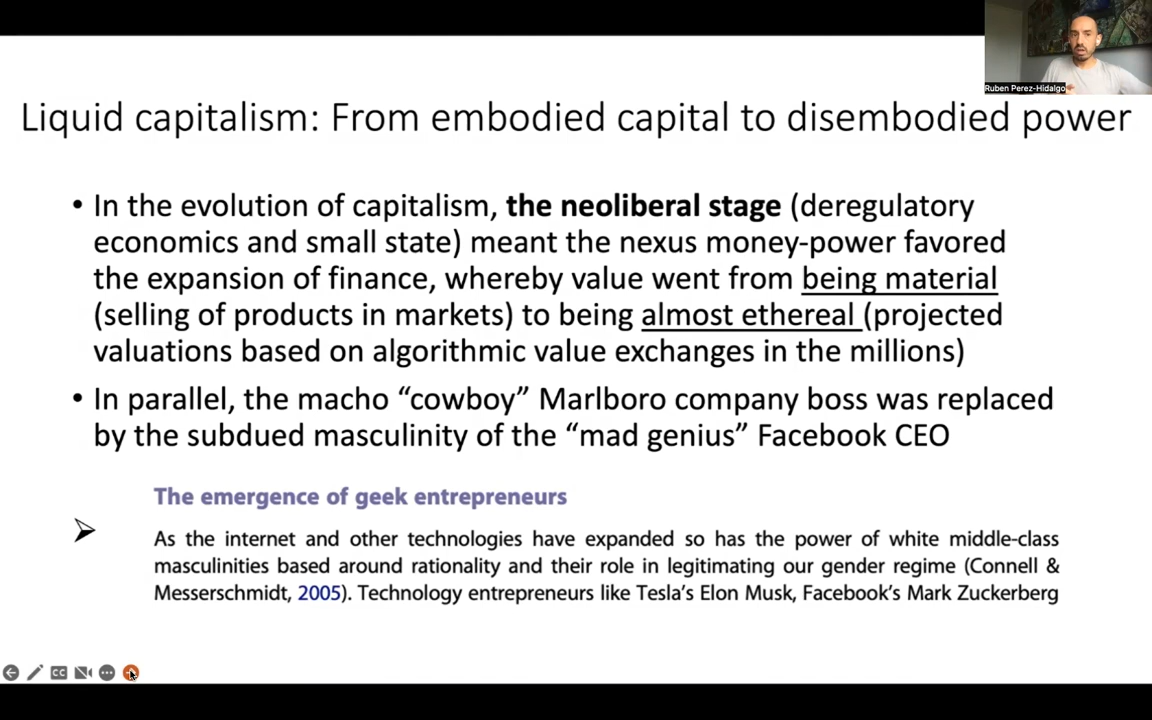 Ruben Perez-Hidalgo
Liquid capitalism: From embodied capital to disembodied power
• In the evolution of capitalism, the neoliberal stage (deregulatory
economics and small state) meant the nexus money-power favored
the expansion of finance, whereby value went from being material
(selling of products in markets) to being almost ethereal (projected
valuations based on algorithmic value exchanges in the millions)
• In parallel, the macho “cowboy” Marlboro company boss was replaced
by the subdued masculinity of the “mad genius” Facebook CEO
The emergence of geek entrepreneurs
➢ As the internet and other technologies have expanded so has the power of white middle-class
masculinities based around rationality and their role in legitimating our gender regime (Connell &
Messerschmidt, 2005). Technology entrepreneurs like Tesla’s Elon Musk, Facebook’s Mark Zuckerberg
CC